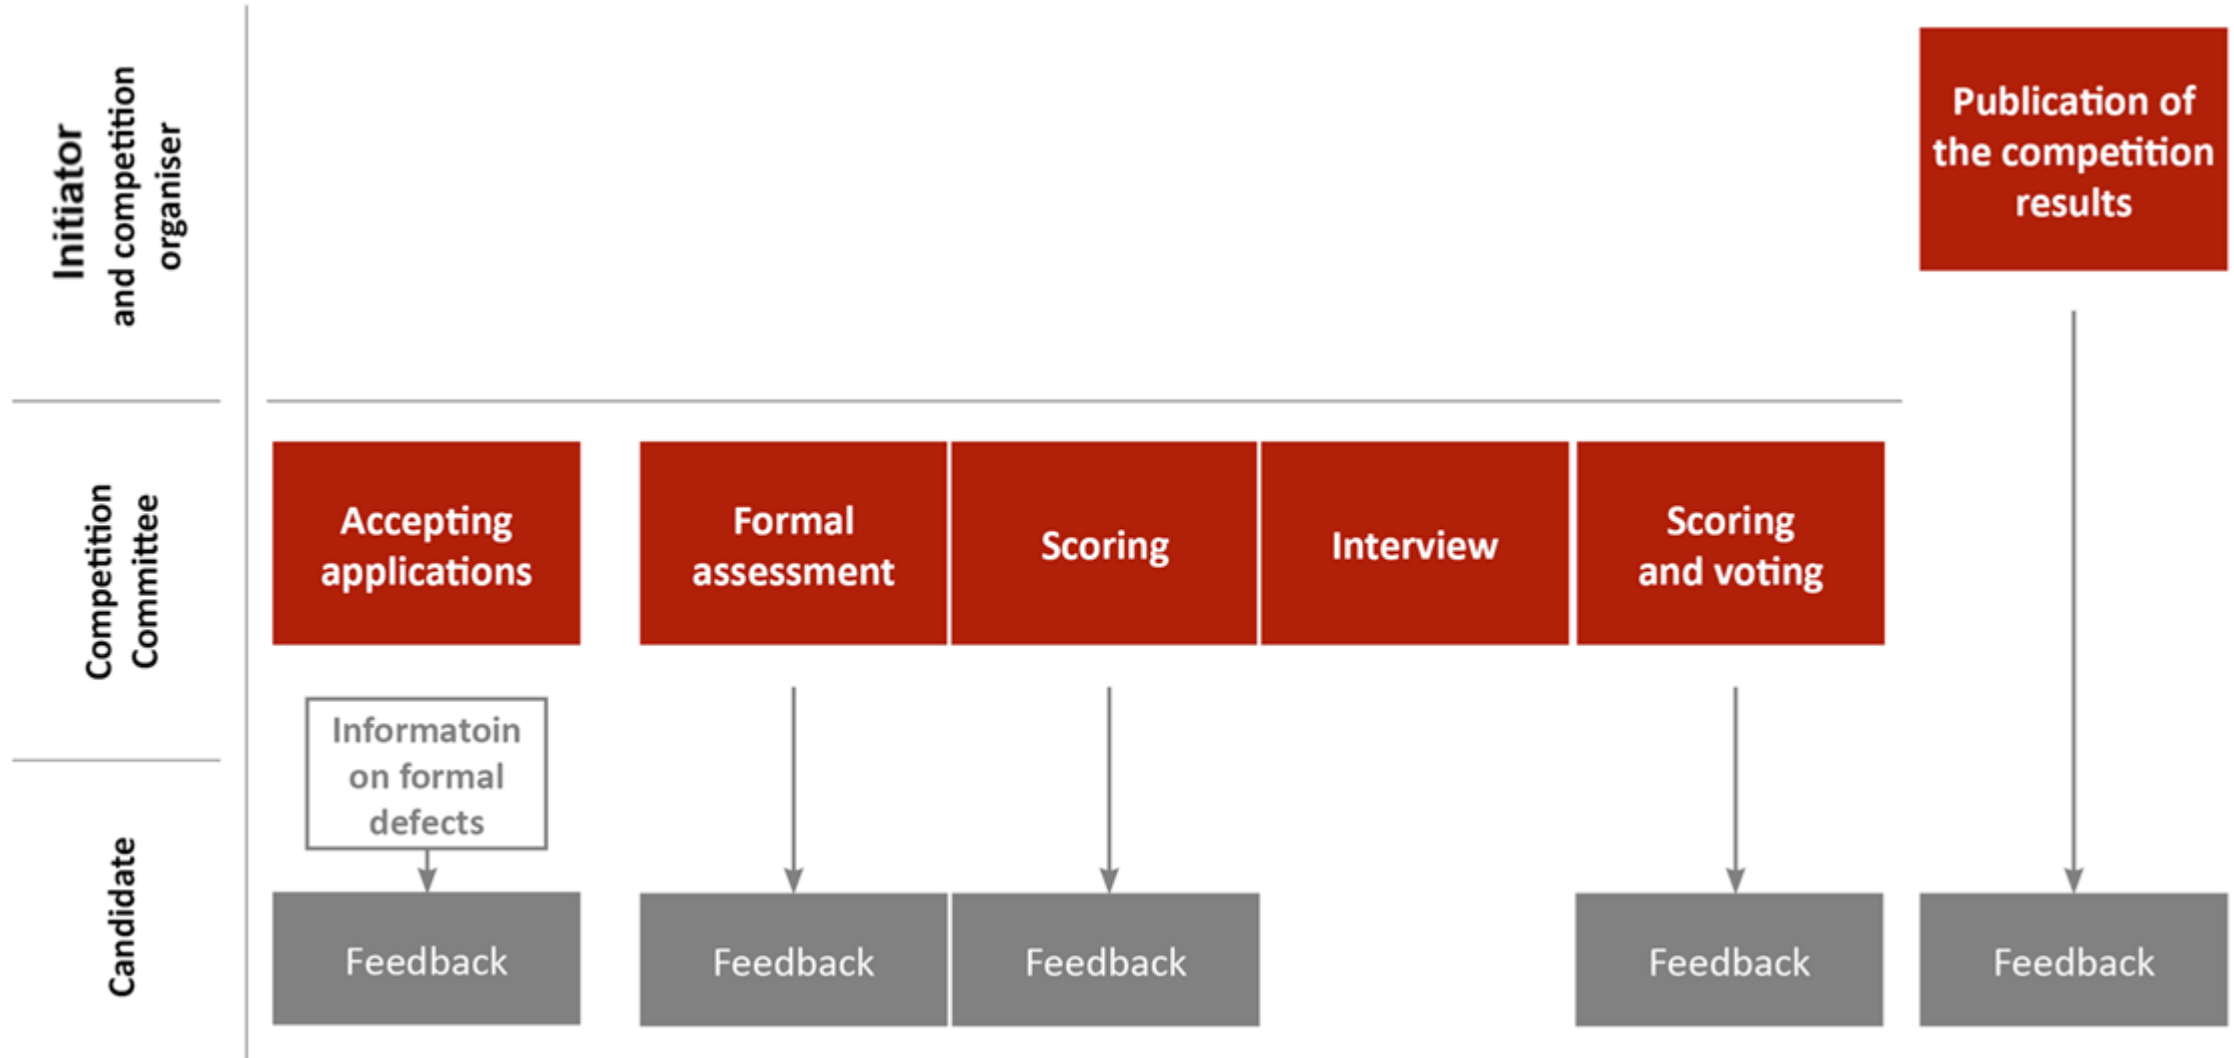 Initiator
and competition
organiser
Publication of
the competition
results
Competition
Committee
Accepting
applications
Formal
assessment
Scoring
Interview
Scoring
and voting
Informatoin
on formal
defects
Candidate
Feedback
Feedback
Feedback
Feedback
Feedback